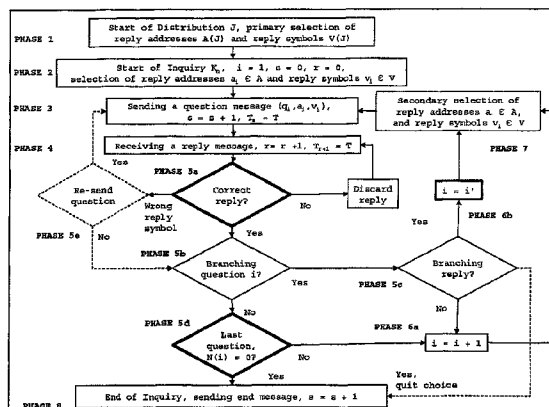 PHASE 1
Start of Distribution J, primary selection of
reply addresses A(J) and reply symbols V(J)
PHASE 2
Start of Inquiry Kn, i = 1, s = 0, r = 0,
selection of reply addresses ai ∈ A and reply symbols vi ∈ V
PHASE 3
Sending a question message (qi,ai,vi),
s = s + 1, Ts = T
Secondary selection of
reply addresses a ∈ A,
and reply symbols vi ∈ V
PHASE 4
Receiving a reply message, r= r +1, Tr+1 = T
PHASE 7
Yes
PHASE 5a
Re-send
question
Wrong
reply
symbol
Correct
reply?
No
Discard
reply
i = i'
PHASE 6b
PHASE 5e
No
Yes
Yes
PHASE 5b
Branching
question i?
Yes
PHASE 5c
Branching
reply?
No
No
PHASE 5d
PHASE 6a
Last
question,
N(i) = 0?
No
i = i + 1
Yes
Yes,
quit choice
PHASE 8
End of Inquiry, sending end message, s = s + 1